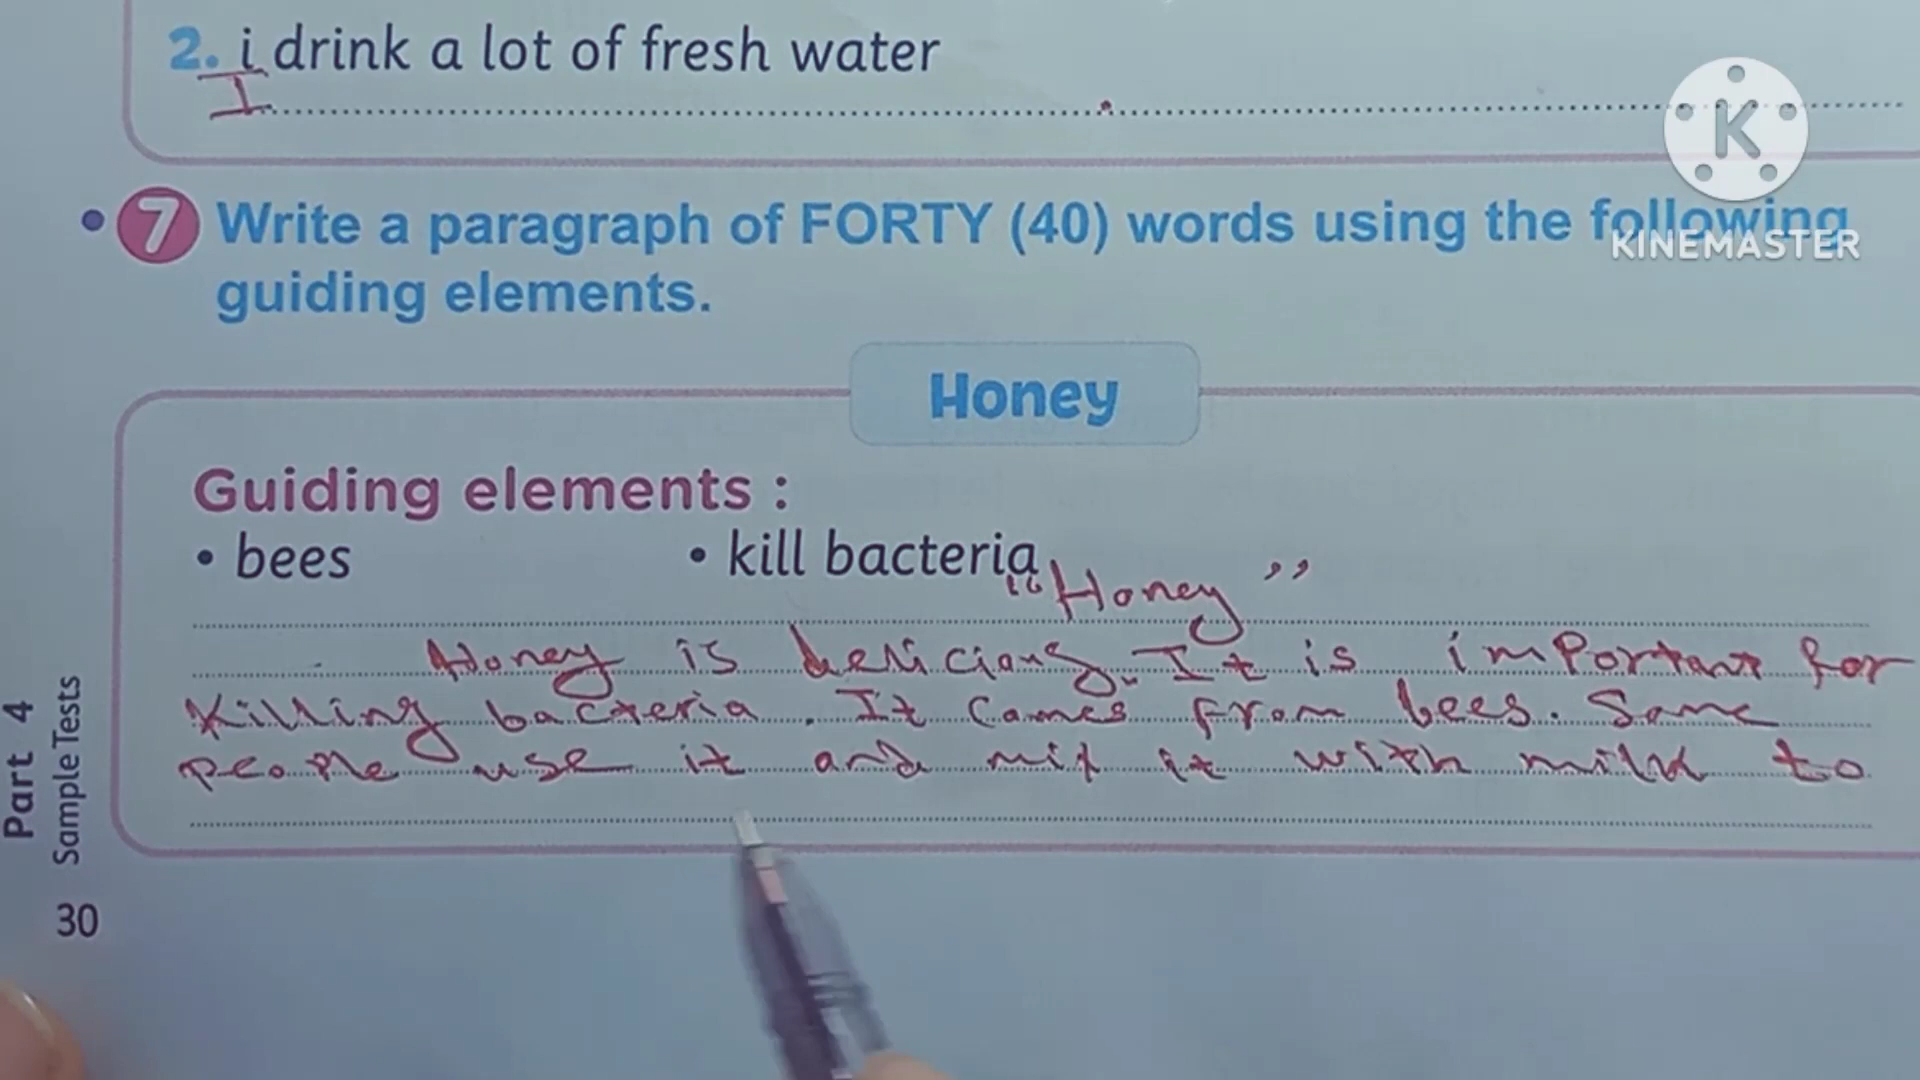 2. i drink a lot of fresh water
I .
K
7 Write a paragraph of FORTY (40) words using the following
KINEMASTER
guiding elements.
Honey
Guiding elements :
• bees • kill bacteria
"Honey"
Honey is delicious. It is important for
killing bacteria. It comes from bees. Some
people use it and mix it with milk to
Part 4
Sample Tests
30